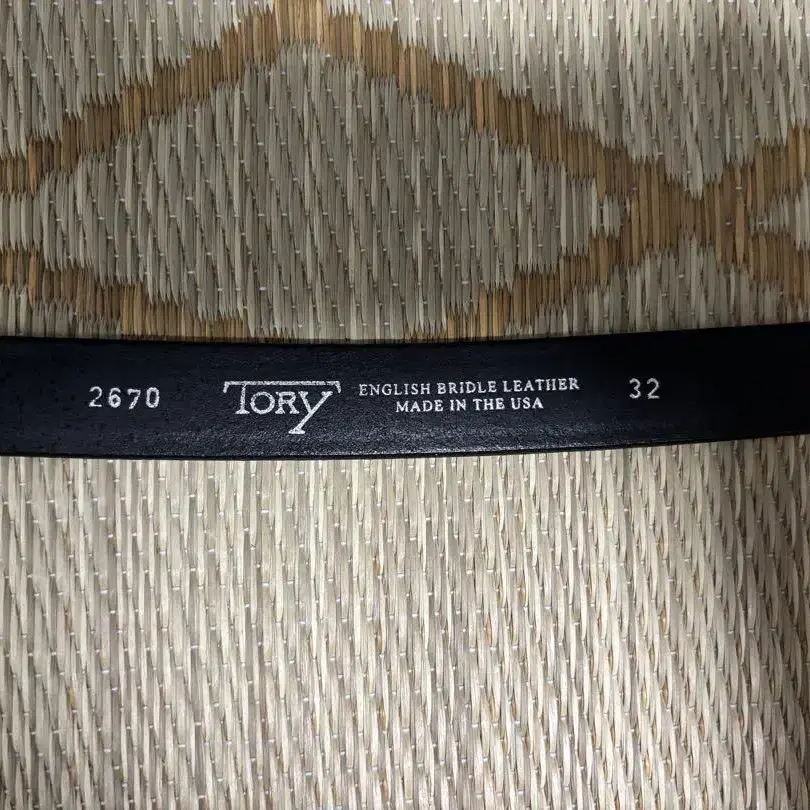 2670
TORY
ENGLISH BRIDLE LEATHER
MADE IN THE USA
32